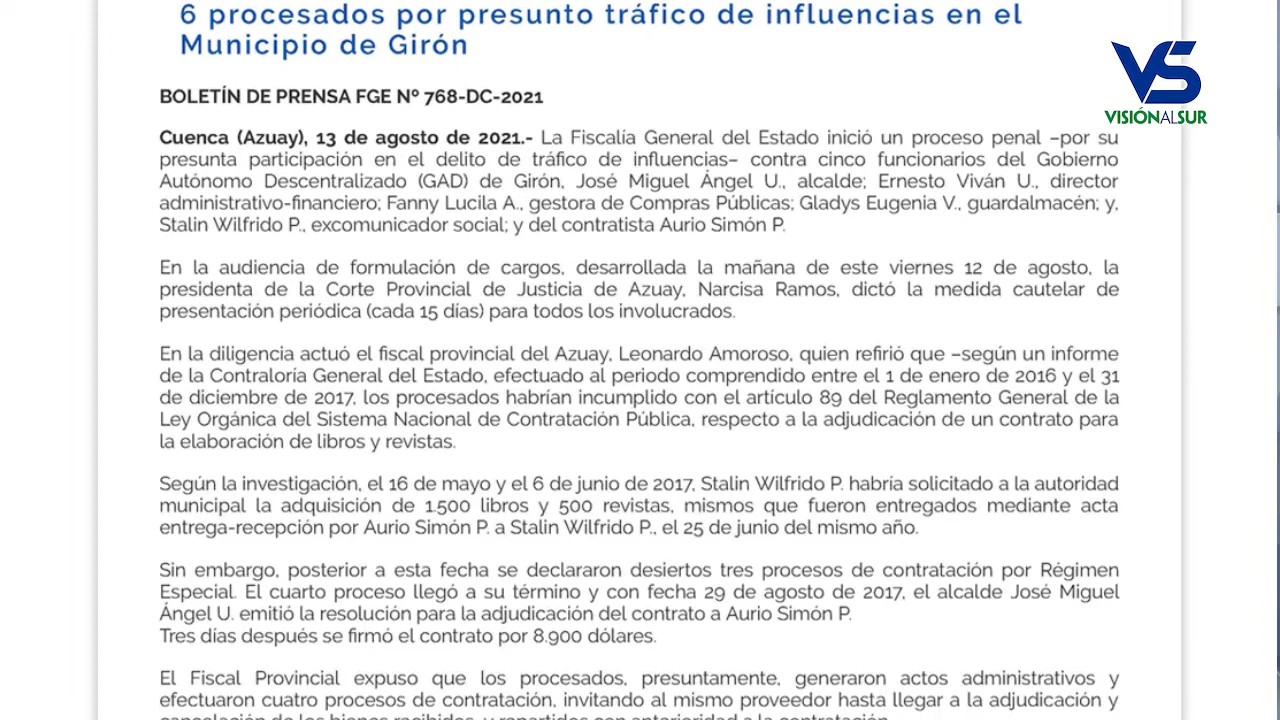 6 procesados por presunto tráfico de influencias en el
Municipio de Girón
VS
VISIÓNALSUR
BOLETÍN DE PRENSA FGE Nº 768-DC-2021
Cuenca (Azuay), 13 de agosto de 2021.- La Fiscalía General del Estado inició un proceso penal –por su
presunta participación en el delito de tráfico de influencias– contra cinco funcionarios del Gobierno
Autónomo Descentralizado (GAD) de Girón, José Miguel Ángel U., alcalde; Ernesto Viván U., director
administrativo-financiero; Fanny Lucila A., gestora de Compras Públicas; Gladys Eugenia V., guardalmacén; y,
Stalin Wilfrido P., excomunicador social; y del contratista Aurio Simón P.
En la audiencia de formulación de cargos, desarrollada la mañana de este viernes 12 de agosto, la
presidenta de la Corte Provincial de Justicia de Azuay, Narcisa Ramos, dictó la medida cautelar de
presentación periódica (cada 15 días) para todos los involucrados.
En la diligencia actuó el fiscal provincial del Azuay, Leonardo Amoroso, quien refirió que –según un informe
de la Contraloría General del Estado, efectuado al periodo comprendido entre el 1 de enero de 2016 y el 31
de diciembre de 2017, los procesados habrían incumplido con el artículo 89 del Reglamento General de la
Ley Orgánica del Sistema Nacional de Contratación Pública, respecto a la adjudicación de un contrato para
la elaboración de libros y revistas.
Según la investigación, el 16 de mayo y el 6 de junio de 2017, Stalin Wilfrido P. habría solicitado a la autoridad
municipal la adquisición de 1.500 libros y 500 revistas, mismos que fueron entregados mediante acta
entrega-recepción por Aurio Simón P. a Stalin Wilfrido P., el 25 de junio del mismo año.
Sin embargo, posterior a esta fecha se declararon desiertos tres procesos de contratación por Régimen
Especial. El cuarto proceso llegó a su término y con fecha 29 de agosto de 2017, el alcalde José Miguel
Ángel U. emitió la resolución para la adjudicación del contrato a Aurio Simón P.
Tres días después se firmó el contrato por 8.900 dólares.
El Fiscal Provincial expuso que los procesados, presuntamente, generaron actos administrativos y
efectuaron cuatro procesos de contratación, invitando al mismo proveedor hasta llegar a la adjudicación y
cancelación de los bienes recibidos, y repartidos con anterioridad a la contratación.